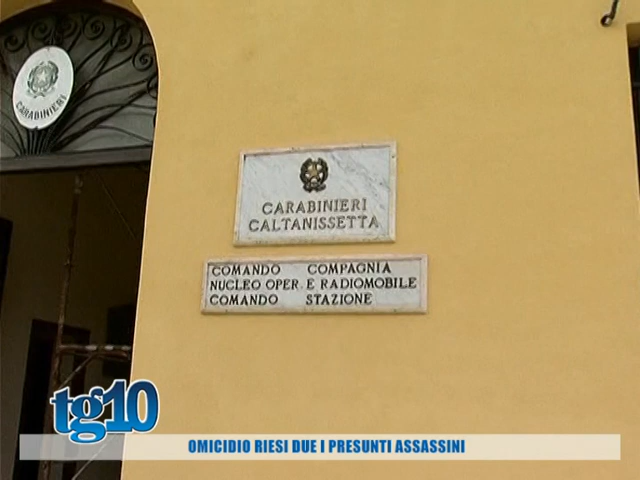 CARABINIERI
CARABINIERI
CALTANISSETTA
COMANDO COMPAGNIA
NUCLEO OPER. E RADIOMOBILE
COMANDO STAZIONE
tg10
OMICIDIO RIESI DUE I PRESUNTI ASSASSINI